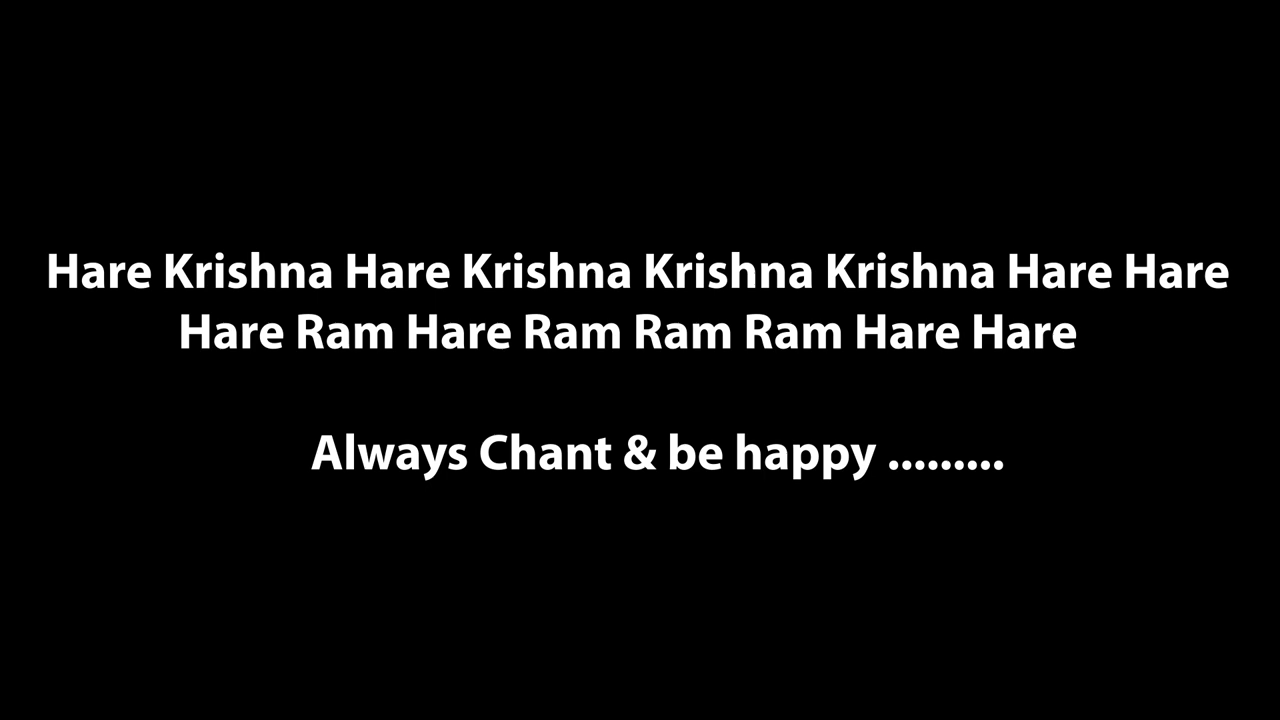 Hare Krishna Hare Krishna Krishna Krishna Hare Hare
Hare Ram Hare Ram Ram Ram Hare Hare
Always Chant & be happy .........